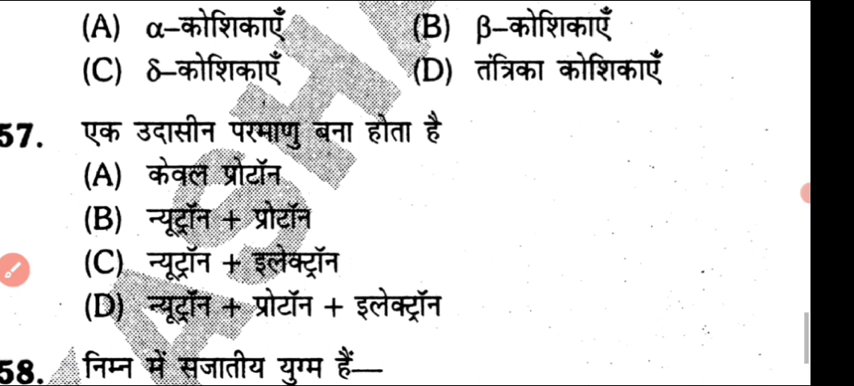 (A) α–कोशिकाएँ (B) β–कोशिकाएँ
(C) δ–कोशिकाएँ (D) तंत्रिका कोशिकाएँ
57. एक उदासीन परमाणु बना होता है
(A) केवल प्रोटॉन
(B) न्यूट्रॉन + प्रोटॉन
(C) न्यूट्रॉन + इलेक्ट्रॉन
(D) न्यूट्रॉन + प्रोटॉन + इलेक्ट्रॉन
58. निम्न में सजातीय युग्म हैं—